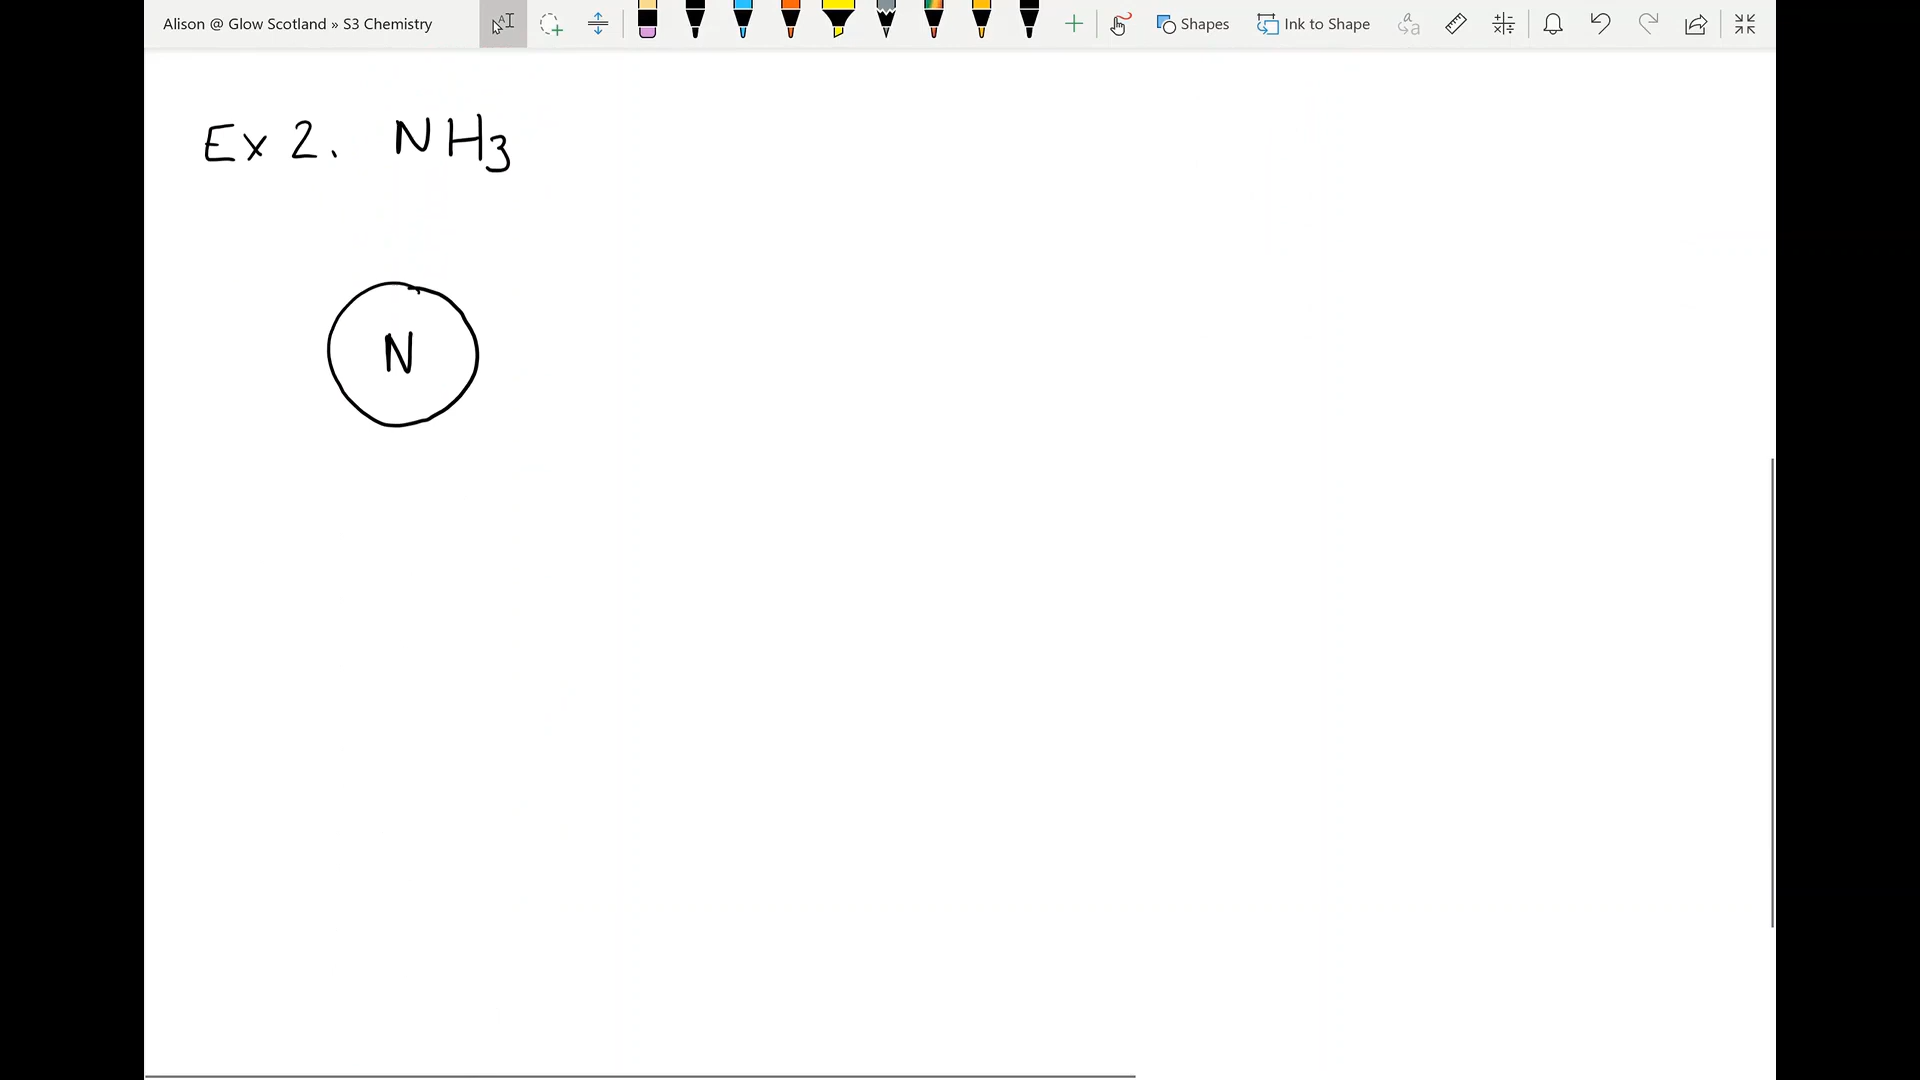 Alison @ Glow Scotland » S3 Chemistry
Shapes
Ink to Shape
Ex 2. NH3
N